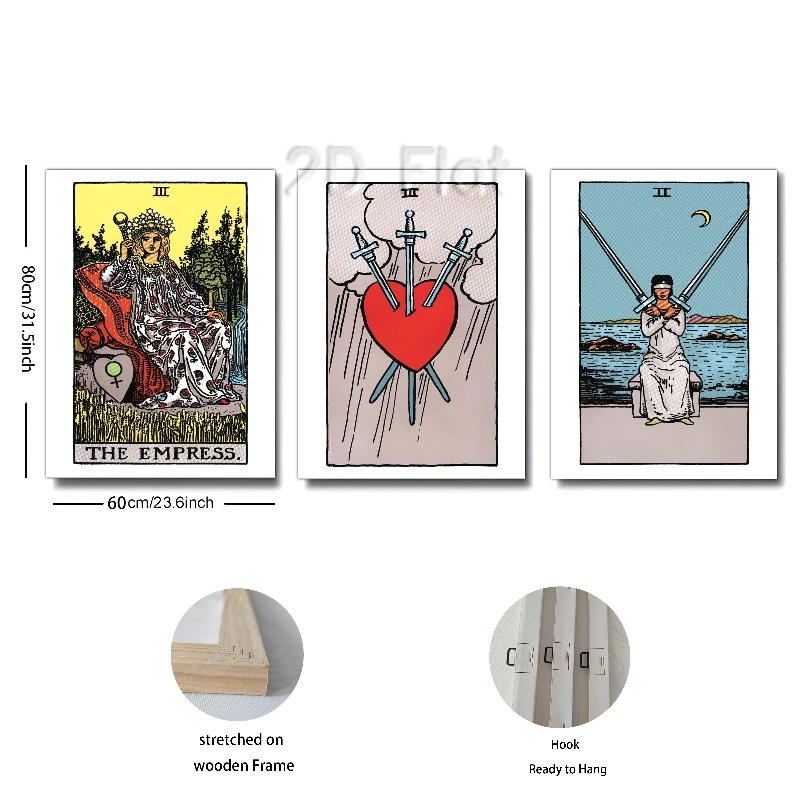 2D Flat
III
III
II
80cm/31.5inch
THE EMPRESS.
60cm/23.6inch
stretched on
wooden Frame
Hook
Ready to Hang